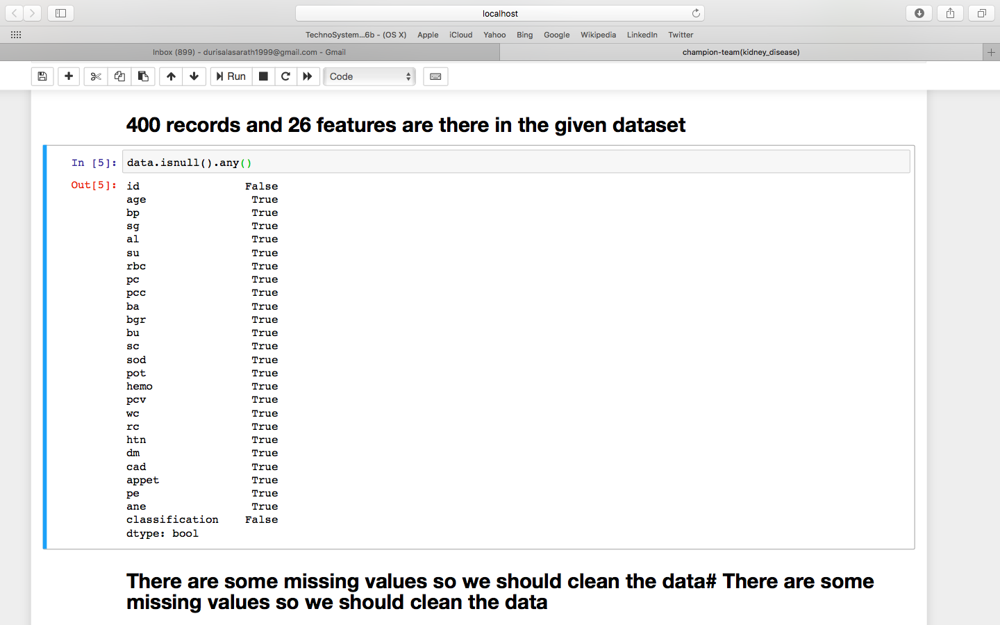 localhost
TechnoSystem...6b - (OS X) Apple iCloud Yahoo Bing Google Wikipedia LinkedIn Twitter
Inbox (899) - durisalasarath1999@gmail.com - Gmail champion-team(kidney_disease)
Run Code
400 records and 26 features are there in the given dataset
In [5]: data.isnull().any()
Out[5]: id False
age True
bp True
sg True
al True
su True
rbc True
pc True
pcc True
ba True
bgr True
bu True
sc True
sod True
pot True
hemo True
pcv True
wc True
rc True
htn True
dm True
cad True
appet True
pe True
ane True
classification False
dtype: bool
There are some missing values so we should clean the data# There are some
missing values so we should clean the data